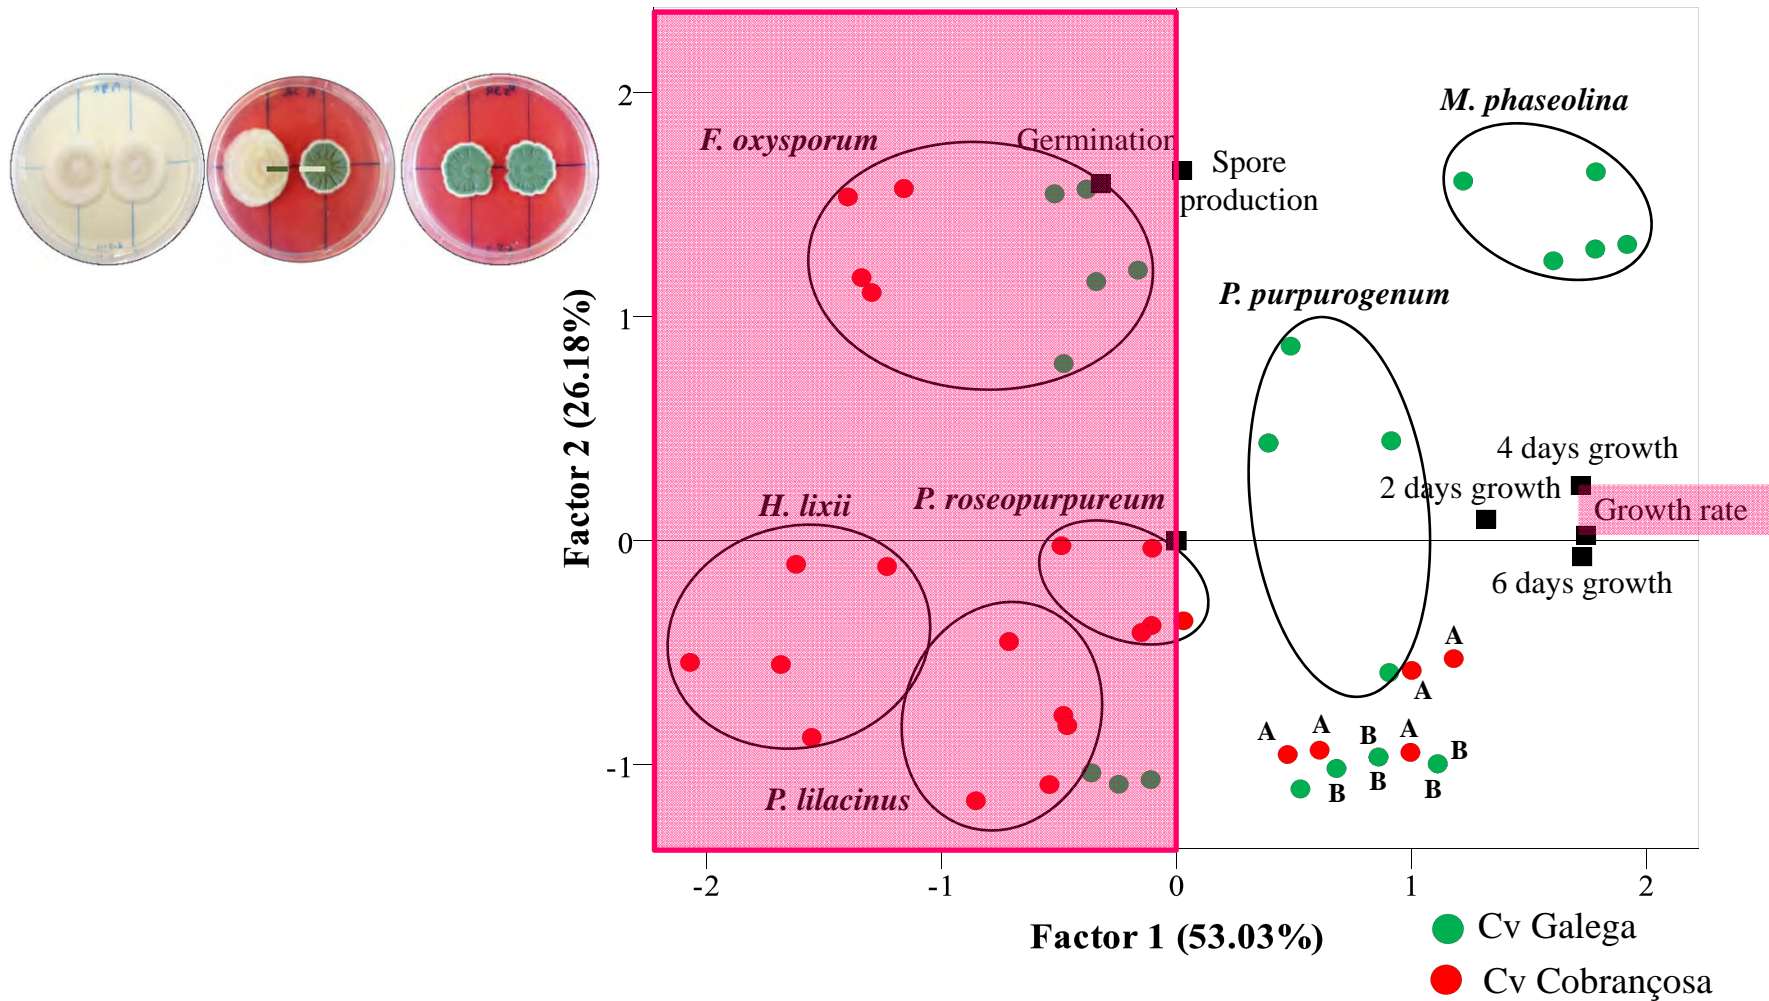 M. phaseolina
F. oxysporum
Germination
Spore
production
P. purpurogenum
4 days growth
2 days growth
Growth rate
6 days growth
H. lixii
P. roseopurpureum
P. lilacinus
A
A
A
A
B
A
B
B
B
B
Factor 2 (26.18%)
2
1
0
-1
-2
-1
0
1
2
Factor 1 (53.03%)
Cv Galega
Cv Cobrançosa